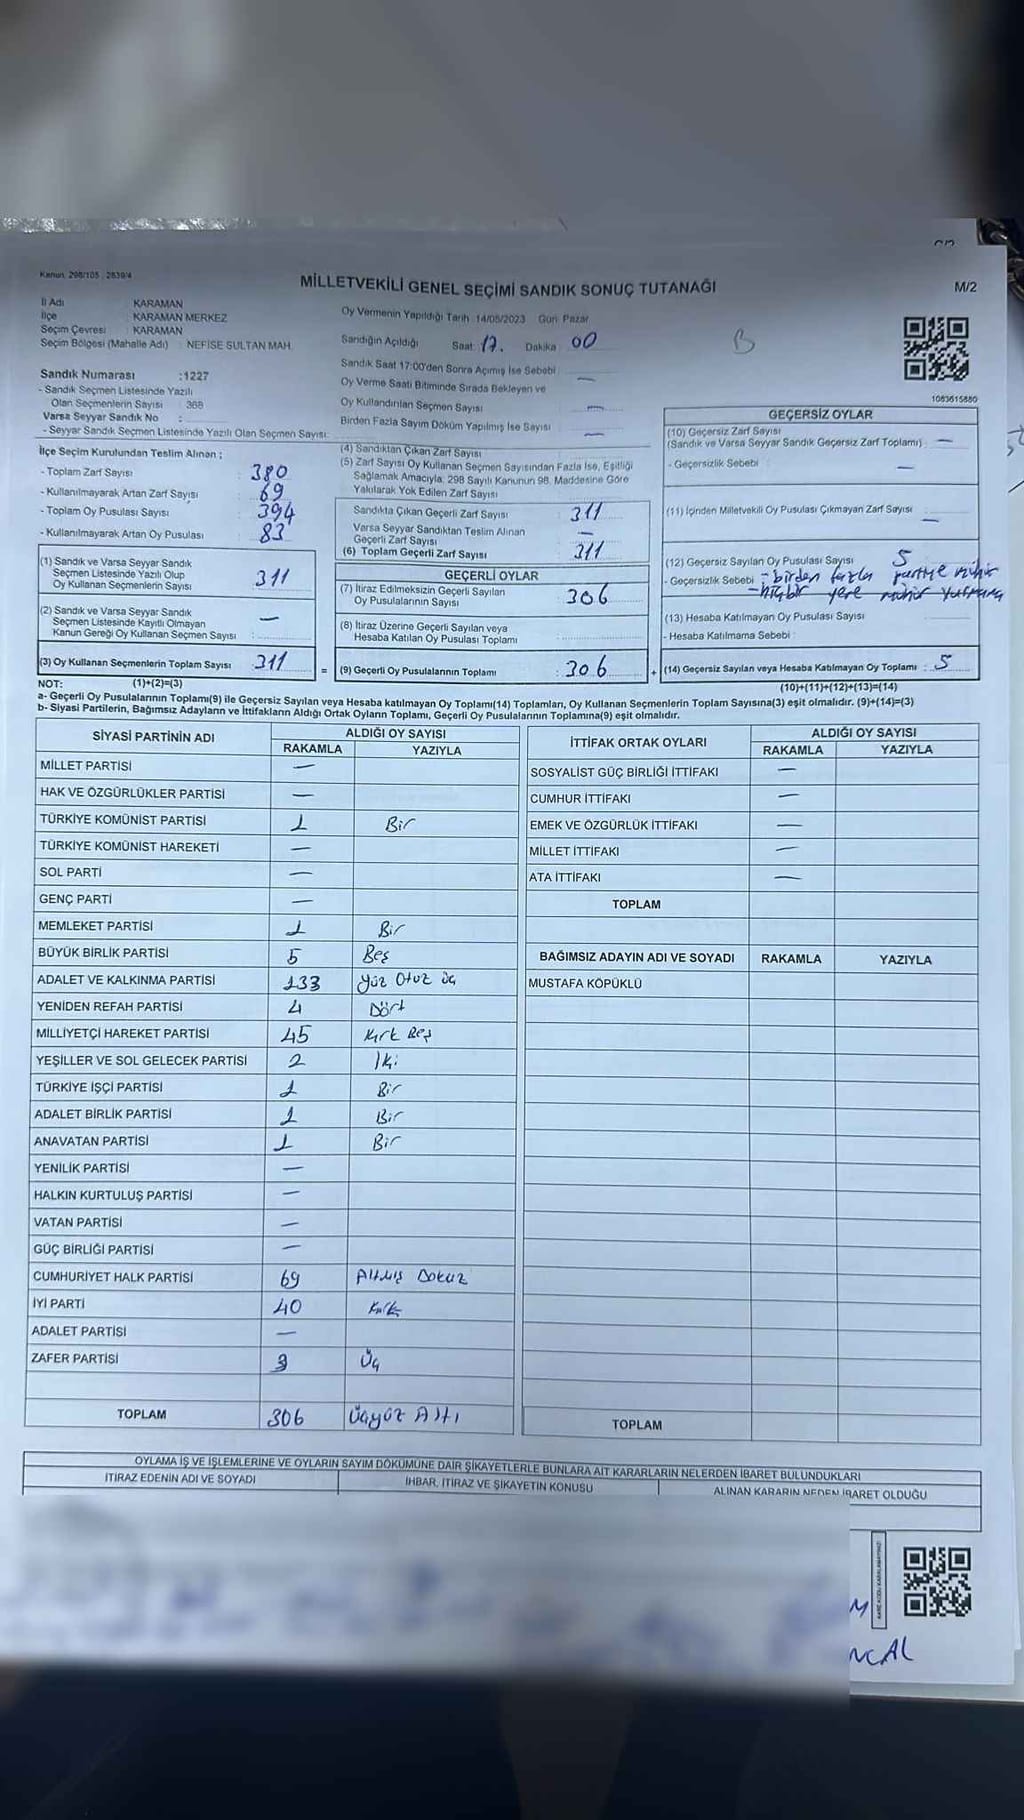 Kanun: 298/105 2839/4
MİLLETVEKİLİ GENEL SEÇİMİ SANDIK SONUÇ TUTANAĞI
M/2
İl Adı : KARAMAN
İlçe : KARAMAN MERKEZ
Seçim Çevresi : KARAMAN
Seçim Bölgesi (Mahalle Adı) : NEFİSE SULTAN MAH.
Oy Vermenin Yapıldığı Tarih :14/05/2023 Gün: Pazar
Sandığın Açıldığı Saat: 17. Dakika: 00
B
Sandık Saat 17:00'den Sonra Açılmış İse Sebebi :
Oy Verme Saati Bitiminde Sırada Bekleyen ve —
Oy Kullandırılan Seçmen Sayısı —
Birden Fazla Sayım Döküm Yapılmış İse Sayısı —
1083615880
Sandık Numarası :1227
- Sandık Seçmen Listesinde Yazılı
Olan Seçmenlerin Sayısı : 368
Varsa Seyyar Sandık No :
- Seyyar Sandık Seçmen Listesinde Yazılı Olan Seçmen Sayısı:
İlçe Seçim Kurulundan Teslim Alınan ;
- Toplam Zarf Sayısı : 380
- Kullanılmayarak Artan Zarf Sayısı : 69
- Toplam Oy Pusulası Sayısı : 394
- Kullanılmayarak Artan Oy Pusulası : 83
(1) Sandık ve Varsa Seyyar Sandık
Seçmen Listesinde Yazılı Olup
Oy Kullanan Seçmenlerin Sayısı : 311
(2) Sandık ve Varsa Seyyar Sandık
Seçmen Listesinde Kayıtlı Olmayan —
Kanun Gereği Oy Kullanan Seçmen Sayısı :
(3) Oy Kullanan Seçmenlerin Toplam Sayısı : 311 =
(4) Sandıktan Çıkan Zarf Sayısı
(5) Zarf Sayısı Oy Kullanan Seçmen Sayısından Fazla İse, Eşitliği
Sağlamak Amacıyla, 298 Sayılı Kanunun 98. Maddesine Göre
Yakılarak Yok Edilen Zarf Sayısı
Sandıkta Çıkan Geçerli Zarf Sayısı : 311
Varsa Seyyar Sandıktan Teslim Alınan
Geçerli Zarf Sayısı : —
(6) Toplam Geçerli Zarf Sayısı : 311
GEÇERLİ OYLAR
(7) İtiraz Edilmeksizin Geçerli Sayılan
Oy Pusulalarının Sayısı : 306
(8) İtiraz Üzerine Geçerli Sayılan veya
Hesaba Katılan Oy Pusulası Toplamı :
(9) Geçerli Oy Pusulalarının Toplamı : 306 +
GEÇERSİZ OYLAR
(10) Geçersiz Zarf Sayısı
(Sandık ve Varsa Seyyar Sandık Geçersiz Zarf Toplamı) : —
- Geçersizlik Sebebi : —
(11) İçinden Milletvekili Oy Pusulası Çıkmayan Zarf Sayısı : —
(12) Geçersiz Sayılan Oy Pusulası Sayısı : 5
- Geçersizlik Sebebi : - birden fazla partiye mühür
- hiçbir yere mühür
(13) Hesaba Katılmayan Oy Pusulası Sayısı :
- Hesaba Katılmama Sebebi :
(14) Geçersiz Sayılan veya Hesaba Katılmayan Oy Toplamı : 5
NOT: (1)+(2)=(3)
(10)+(11)+(12)+(13)=(14)
a- Geçerli Oy Pusulalarının Toplamı(9) ile Geçersiz Sayılan veya Hesaba katılmayan Oy Toplamı(14) Toplamları, Oy Kullanan Seçmenlerin Toplam Sayısına(3) eşit olmalıdır. (9)+(14)=(3)
b- Siyasi Partilerin, Bağımsız Adayların ve İttifakların Aldığı Ortak Oyların Toplamı, Geçerli Oy Pusulalarının Toplamına(9) eşit olmalıdır.
SİYASİ PARTİNİN ADI ALDIĞI OY SAYISI
RAKAMLA YAZIYLA
MİLLET PARTİSİ —
HAK VE ÖZGÜRLÜKLER PARTİSİ —
TÜRKİYE KOMÜNİST PARTİSİ 1 Bir
TÜRKİYE KOMÜNİST HAREKETİ —
SOL PARTİ —
GENÇ PARTİ —
MEMLEKET PARTİSİ 1 Bir
BÜYÜK BİRLİK PARTİSİ 5 Beş
ADALET VE KALKINMA PARTİSİ 133 Yüz Otuz üç
YENİDEN REFAH PARTİSİ 4 Dört
MİLLİYETÇİ HAREKET PARTİSİ 45 Kırk Beş
YEŞİLLER VE SOL GELECEK PARTİSİ 2 İki
TÜRKİYE İŞÇİ PARTİSİ 1 Bir
ADALET BİRLİK PARTİSİ 1 Bir
ANAVATAN PARTİSİ 1 Bir
YENİLİK PARTİSİ —
HALKIN KURTULUŞ PARTİSİ —
VATAN PARTİSİ —
GÜÇ BİRLİĞİ PARTİSİ —
CUMHURİYET HALK PARTİSİ 69 Altmış Dokuz
İYİ PARTİ 40 Kırk
ADALET PARTİSİ —
ZAFER PARTİSİ 3 Üç
TOPLAM 306 Üçyüz Altı
İTTİFAK ORTAK OYLARI ALDIĞI OY SAYISI
RAKAMLA YAZIYLA
SOSYALİST GÜÇ BİRLİĞİ İTTİFAKI —
CUMHUR İTTİFAKI —
EMEK VE ÖZGÜRLÜK İTTİFAKI —
MİLLET İTTİFAKI —
ATA İTTİFAKI —
TOPLAM
BAĞIMSIZ ADAYIN ADI VE SOYADI RAKAMLA YAZIYLA
MUSTAFA KÖPÜKLÜ
TOPLAM
OYLAMA İŞ VE İŞLEMLERİNE VE OYLARIN SAYIM DÖKÜMÜNE DAİR ŞİKAYETLERLE BUNLARA AİT KARARLARIN NELERDEN İBARET BULUNDUKLARI
İTİRAZ EDENİN ADI VE SOYADI İHBAR, İTİRAZ VE ŞİKAYETİN KONUSU ALINAN KARARIN NEDEN İBARET OLDUĞU
KARE KODU KARALAMAYINIZ!
M
NCAL